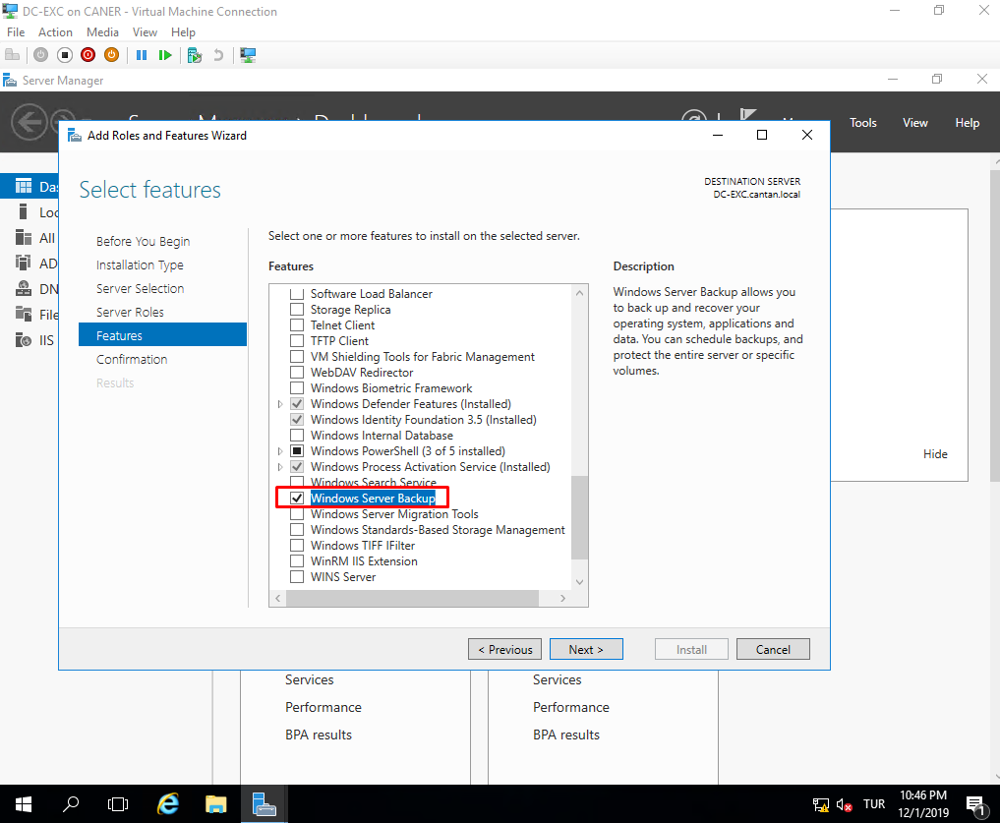 DC-EXC on CANER - Virtual Machine Connection
File Action Media View Help
Server Manager
Tools View Help
Add Roles and Features Wizard
Select features
DESTINATION SERVER
DC-EXC.cantan.local
Before You Begin
Installation Type
Server Selection
Server Roles
Features
Confirmation
Results
Select one or more features to install on the selected server.
Features
Software Load Balancer
Storage Replica
Telnet Client
TFTP Client
VM Shielding Tools for Fabric Management
WebDAV Redirector
Windows Biometric Framework
Windows Defender Features (Installed)
Windows Identity Foundation 3.5 (Installed)
Windows Internal Database
Windows PowerShell (3 of 5 installed)
Windows Process Activation Service (Installed)
Windows Search Service
Windows Server Backup
Windows Server Migration Tools
Windows Standards-Based Storage Management
Windows TIFF IFilter
WinRM IIS Extension
WINS Server
Description
Windows Server Backup allows you
to back up and recover your
operating system, applications and
data. You can schedule backups, and
protect the entire server or specific
volumes.
< Previous Next > Install Cancel
Das
Loc
All
AD
DN
File
IIS
Hide
Services
Performance
BPA results
Services
Performance
BPA results
TUR
10:46 PM
12/1/2019
1